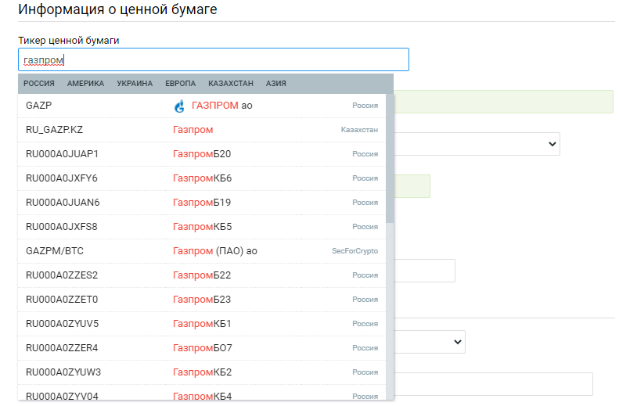 Информация о ценной бумаге
Тикер ценной бумаги
газпром
РОССИЯ АМЕРИКА УКРАИНА ЕВРОПА КАЗАХСТАН АЗИЯ
GAZP ГАЗПРОМ ао Россия
RU_GAZP.KZ Газпром Казахстан
RU000A0JUAP1 ГазпромБ20 Россия
RU000A0JXFY6 ГазпромКБ6 Россия
RU000A0JUAN6 ГазпромБ19 Россия
RU000A0JXFS8 ГазпромКБ5 Россия
GAZPM/BTC Газпром (ПАО) ао SecForCrypto
RU000A0ZZES2 ГазпромБ22 Россия
RU000A0ZZET0 ГазпромБ23 Россия
RU000A0ZYUV5 ГазпромКБ1 Россия
RU000A0ZZER4 ГазпромБО7 Россия
RU000A0ZYUW3 ГазпромКБ2 Россия
RU000A0ZYV04 ГазпромКБ4 Россия